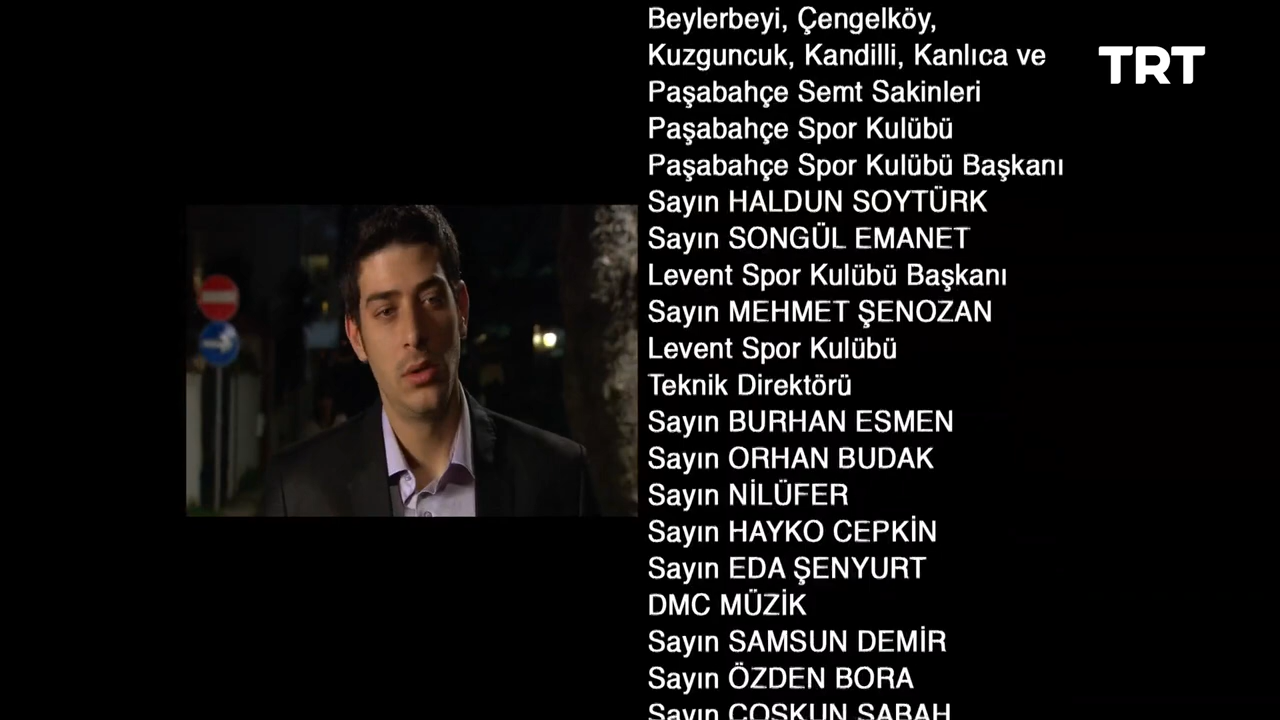 Beylerbeyi, Çengelköy,
Kuzguncuk, Kandilli, Kanlıca ve
Paşabahçe Semt Sakinleri
Paşabahçe Spor Kulübü
Paşabahçe Spor Kulübü Başkanı
Sayın HALDUN SOYTÜRK
Sayın SONGÜL EMANET
Levent Spor Kulübü Başkanı
Sayın MEHMET ŞENOZAN
Levent Spor Kulübü
Teknik Direktörü
Sayın BURHAN ESMEN
Sayın ORHAN BUDAK
Sayın NİLÜFER
Sayın HAYKO CEPKİN
Sayın EDA ŞENYURT
DMC MÜZİK
Sayın SAMSUN DEMİR
Sayın ÖZDEN BORA
Sayın COŞKUN SABAH
TRT